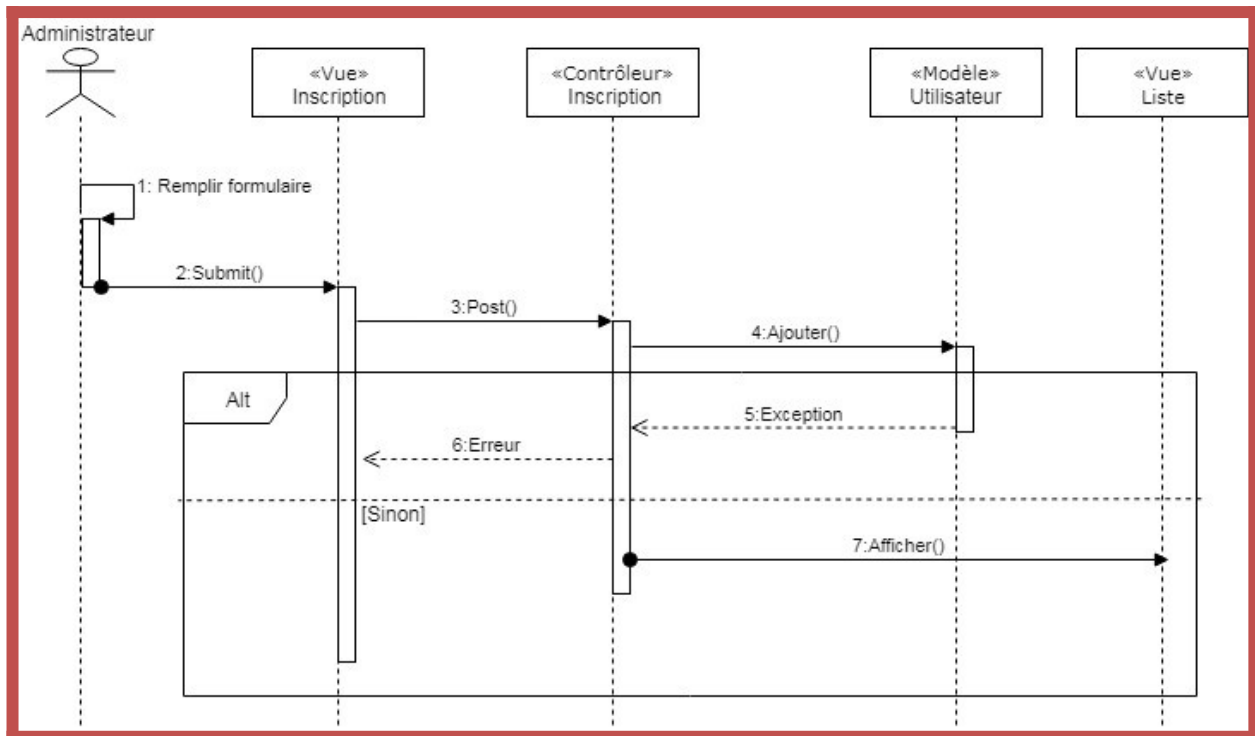 Administrateur
«Vue»
Inscription
«Contrôleur»
Inscription
«Modèle»
Utilisateur
«Vue»
Liste
1: Remplir formulaire
2:Submit()
3:Post()
4:Ajouter()
Alt
5:Exception
6:Erreur
[Sinon]
7:Afficher()